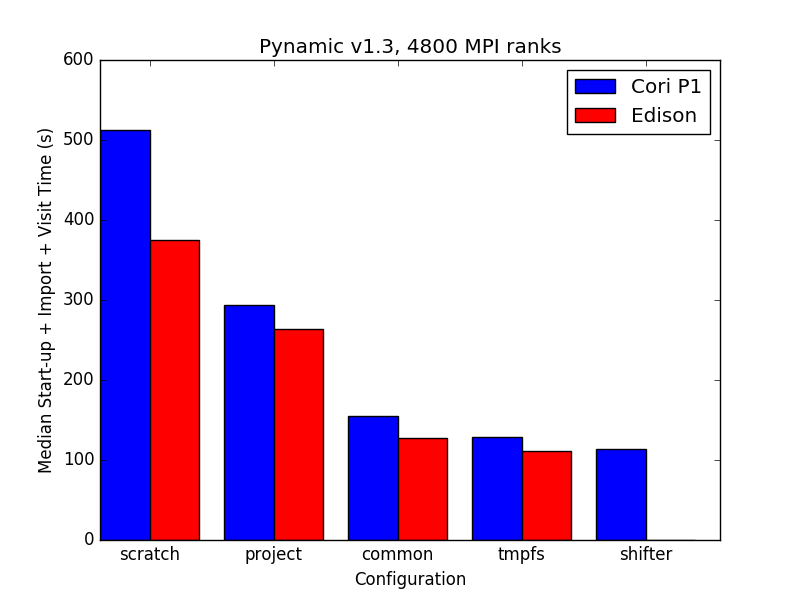 Pynamic v1.3, 4800 MPI ranks
Cori P1
Edison
Median Start-up + Import + Visit Time (s)
600
500
400
300
200
100
0
scratch project common tmpfs shifter
Configuration